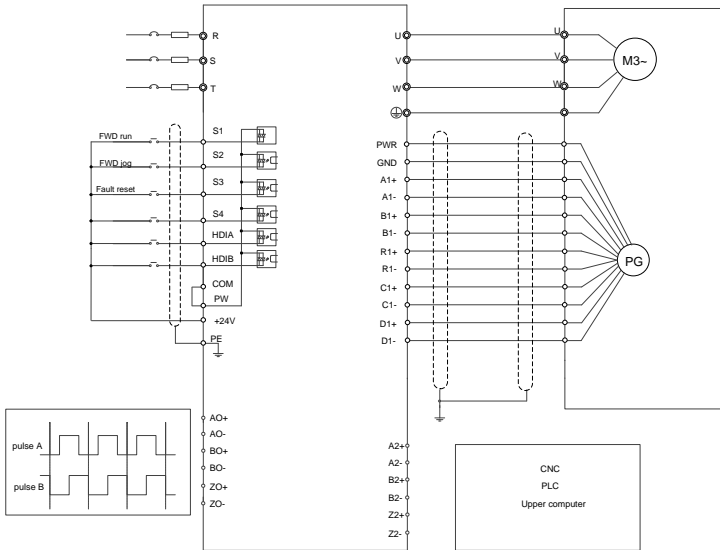 R
S
T
FWD run
FWD jog
Fault reset
S1
S2
S3
S4
HDIA
HDIB
COM
PW
+24V
PE
AO+
AO-
BO+
BO-
ZO+
ZO-
pulse A
pulse B
U
V
W
PWR
GND
A1+
A1-
B1+
B1-
R1+
R1-
C1+
C1-
D1+
D1-
A2+
A2-
B2+
B2-
Z2+
Z2-
U
V
W
M3~
PG
CNC
PLC
Upper computer